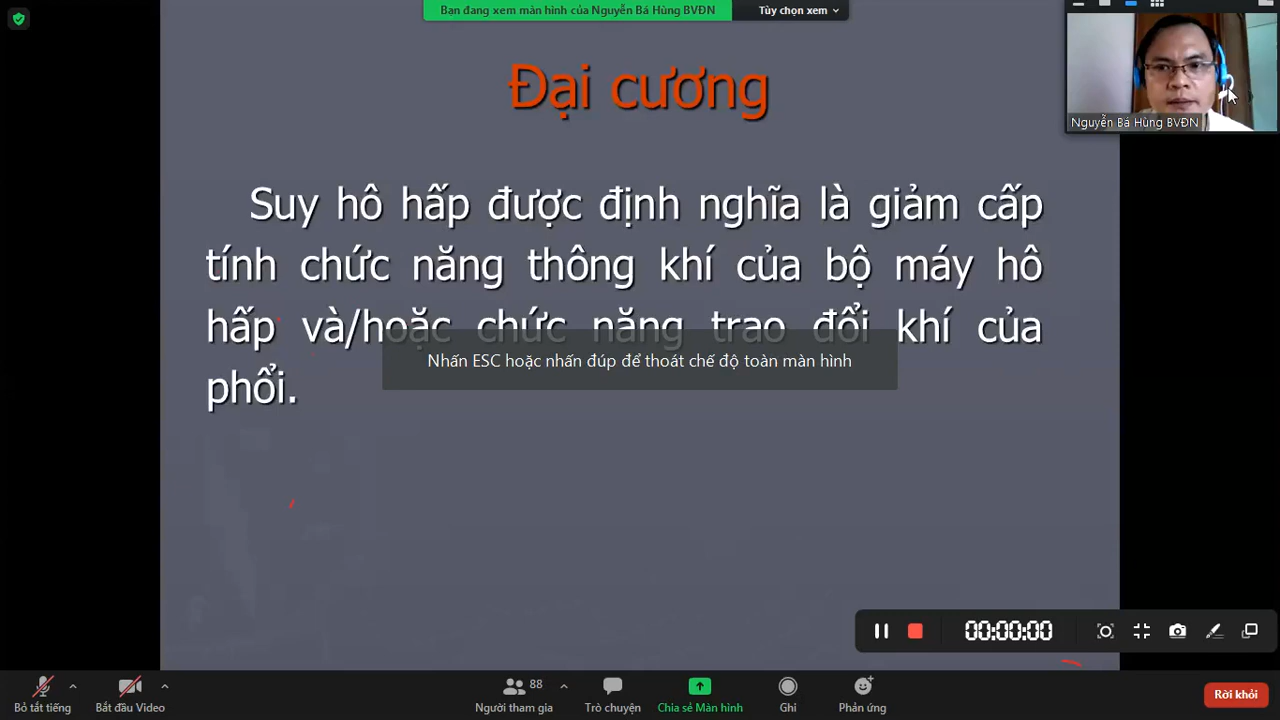 Bạn đang xem màn hình của Nguyễn Bá Hùng BVĐN
Tùy chọn xem
Nguyễn Bá Hùng BVĐN
Đại cương
Suy hô hấp được định nghĩa là giảm cấp
tính chức năng thông khí của bộ máy hô
hấp và/hoặc chức năng trao đổi khí của
phổi.
Nhấn ESC hoặc nhấn đúp để thoát chế độ toàn màn hình
00:00:00
88
Bỏ tắt tiếng
Bắt đầu Video
Người tham gia
Trò chuyện
Chia sẻ Màn hình
Ghi
Phản ứng
Rời khỏi